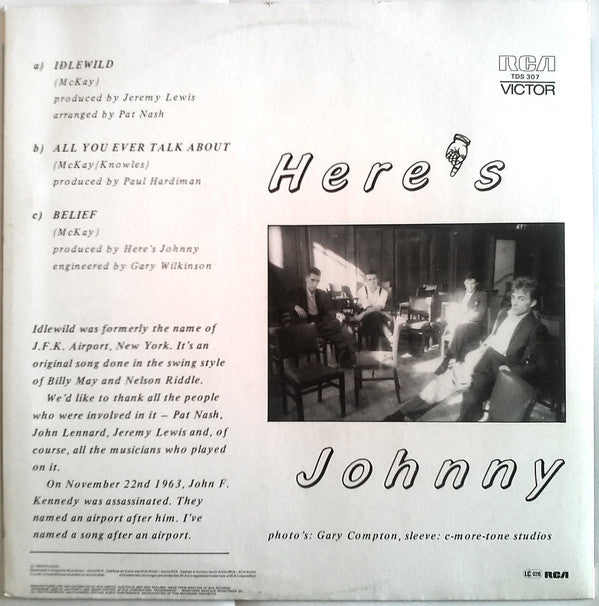 a) IDLEWILD
(McKay)
produced by Jeremy Lewis
arranged by Pat Nash
b) ALL YOU EVER TALK ABOUT
(McKay/Knowles)
produced by Paul Hardiman
c) BELIEF
(McKay)
produced by Here's Johnny
engineered by Gary Wilkinson
Idlewild was formerly the name of
J.F.K. Airport, New York. It's an
original song done in the swing style
of Billy May and Nelson Riddle.
We'd like to thank all the people
who were involved in it – Pat Nash,
John Lennard, Jeremy Lewis and, of
course, all the musicians who played
on it.
On November 22nd 1963, John F.
Kennedy was assassinated. They
named an airport after him. I've
named a song after an airport.
RCA
TDS 307
VICTOR
Here's
Johnny
photo's: Gary Compton, sleeve: c-more-tone studios
LC 0316 RCA